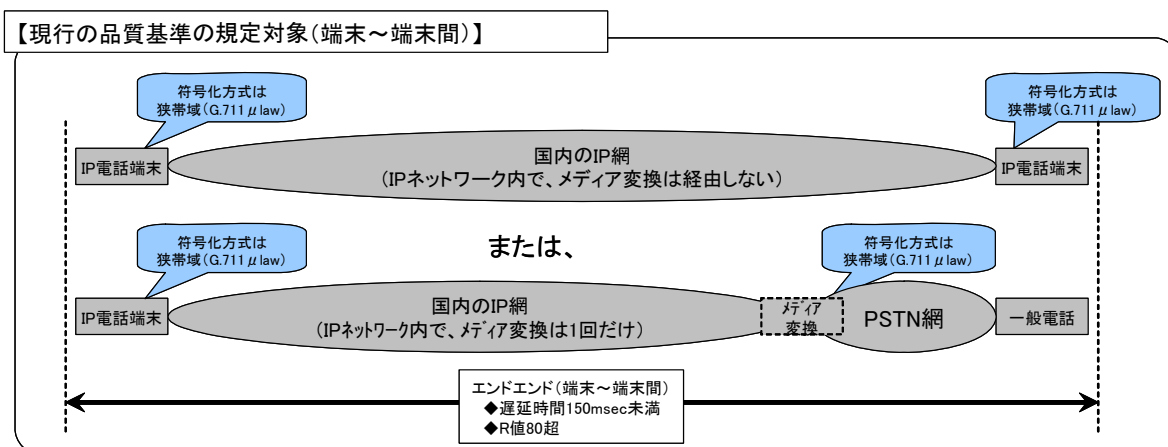 【現行の品質基準の規定対象(端末～端末間)】
符号化方式は
狭帯域(G.711μlaw)
符号化方式は
狭帯域(G.711μlaw)
IP電話端末
国内のIP網
(IPネットワーク内で、メディア変換は経由しない)
IP電話端末
または、
符号化方式は
狭帯域(G.711μlaw)
符号化方式は
狭帯域(G.711μlaw)
IP電話端末
国内のIP網
(IPネットワーク内で、メディア変換は1回だけ)
メディア
変換
PSTN網
一般電話
エンドエンド(端末～端末間)
◆遅延時間150msec未満
◆R値80超